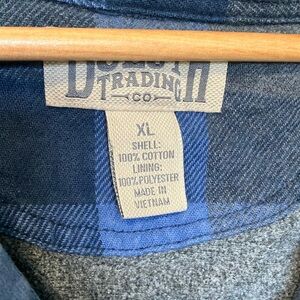 DULUTH
TRADING
CO
XL
SHELL:
100% COTTON
LINING:
100% POLYESTER
MADE IN
VIETNAM